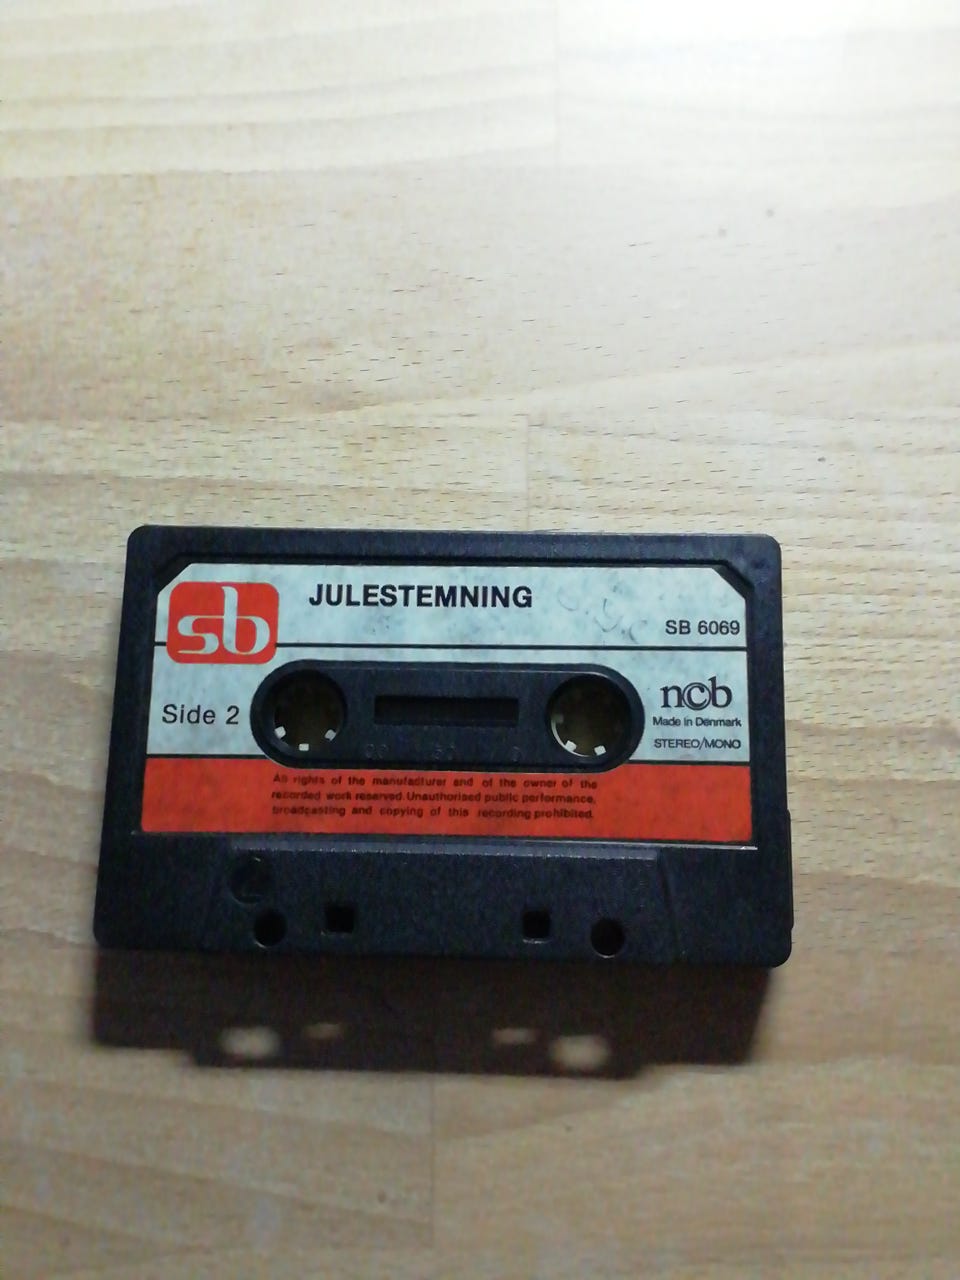 sb
JULESTEMNING
SB 6069
Side 2
ncb
Made in Denmark
STEREO/MONO
All rights of the manufacturer and of the owner of the
recorded work reserved. Unauthorised public performance,
broadcasting and copying of this recording prohibited.